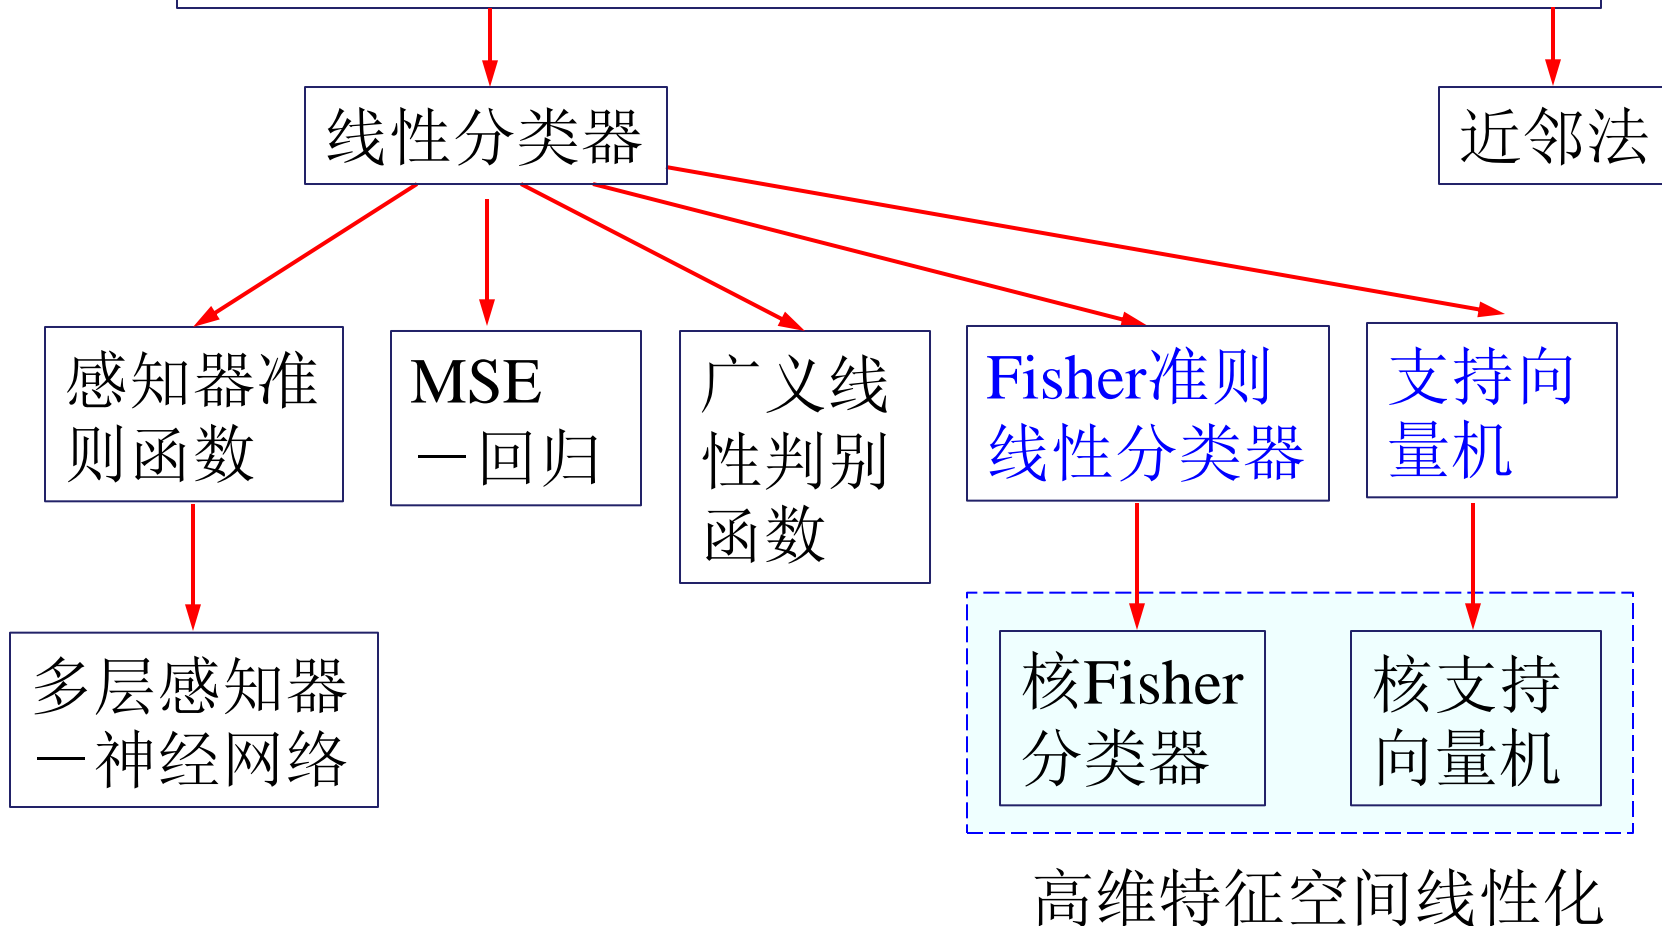 线性分类器
近邻法
感知器准
则函数
MSE
－回归
广义线
性判别
函数
Fisher准则
线性分类器
支持向
量机
多层感知器
－神经网络
核Fisher
分类器
核支持
向量机
高维特征空间线性化